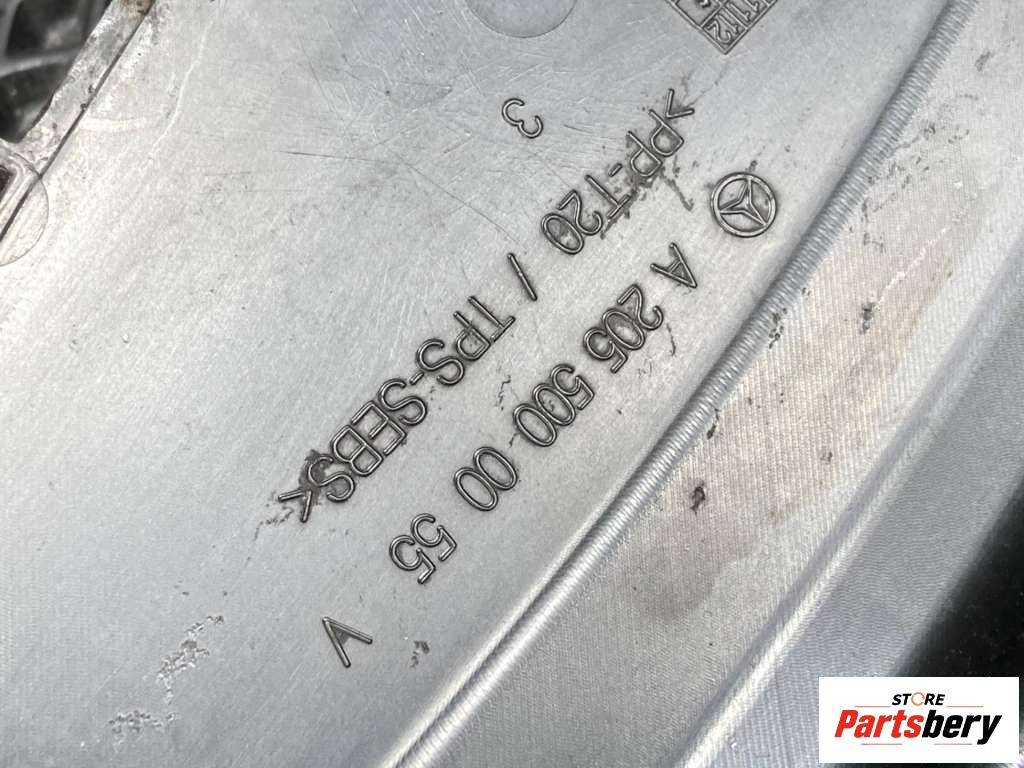 3
>PP-T20 / TPS-SEBS<
A 205 500 00 55
V
STORE
Partsbery